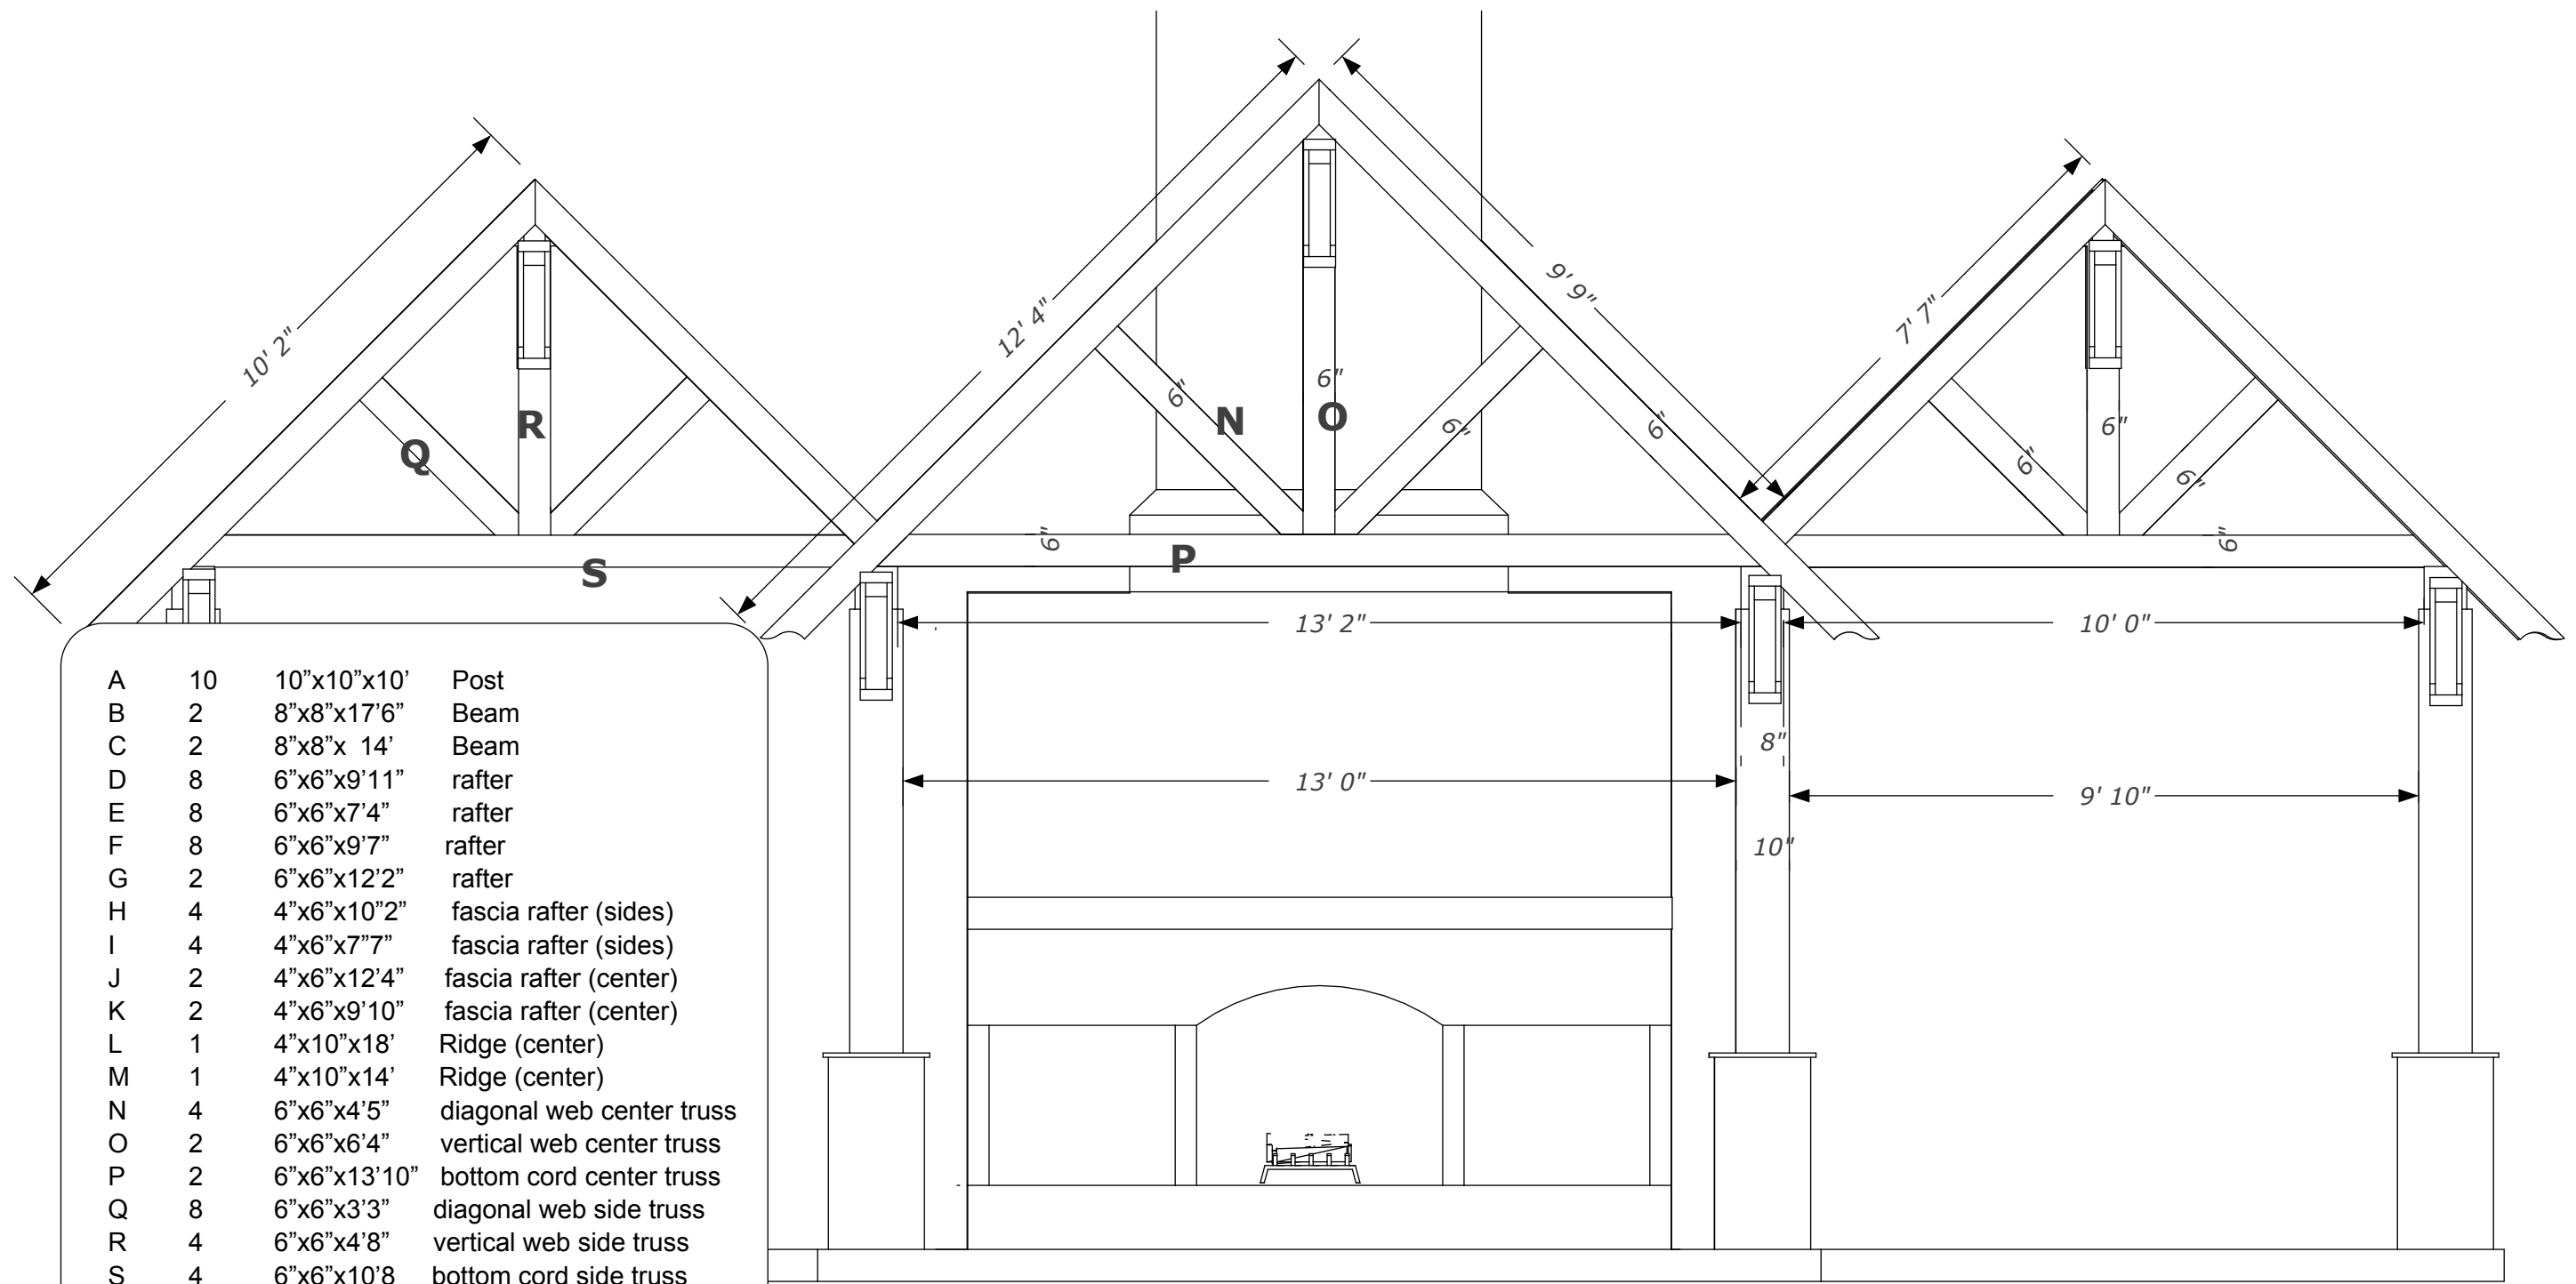 10' 2"
12' 4"
9' 9"
7' 7"
6"
6"
6"
6"
6"
6"
6"
6"
6"
Q
R
N
O
S
P
13' 2"
10' 0"
8"
13' 0"
9' 10"
10"
A 10 10”x10”x10’ Post
B 2 8”x8”x17’6” Beam
C 2 8”x8”x 14’ Beam
D 8 6”x6”x9’11” rafter
E 8 6”x6”x7’4” rafter
F 8 6”x6”x9’7” rafter
G 2 6”x6”x12’2” rafter
H 4 4”x6”x10”2” fascia rafter (sides)
I 4 4”x6”x7”7” fascia rafter (sides)
J 2 4”x6”x12’4” fascia rafter (center)
K 2 4”x6”x9’10” fascia rafter (center)
L 1 4”x10”x18’ Ridge (center)
M 1 4”x10”x14’ Ridge (center)
N 4 6”x6”x4’5” diagonal web center truss
O 2 6”x6”x6’4” vertical web center truss
P 2 6”x6”x13’10” bottom cord center truss
Q 8 6”x6”x3’3” diagonal web side truss
R 4 6”x6”x4’8” vertical web side truss
S 4 6”x6”x10’8 bottom cord side truss